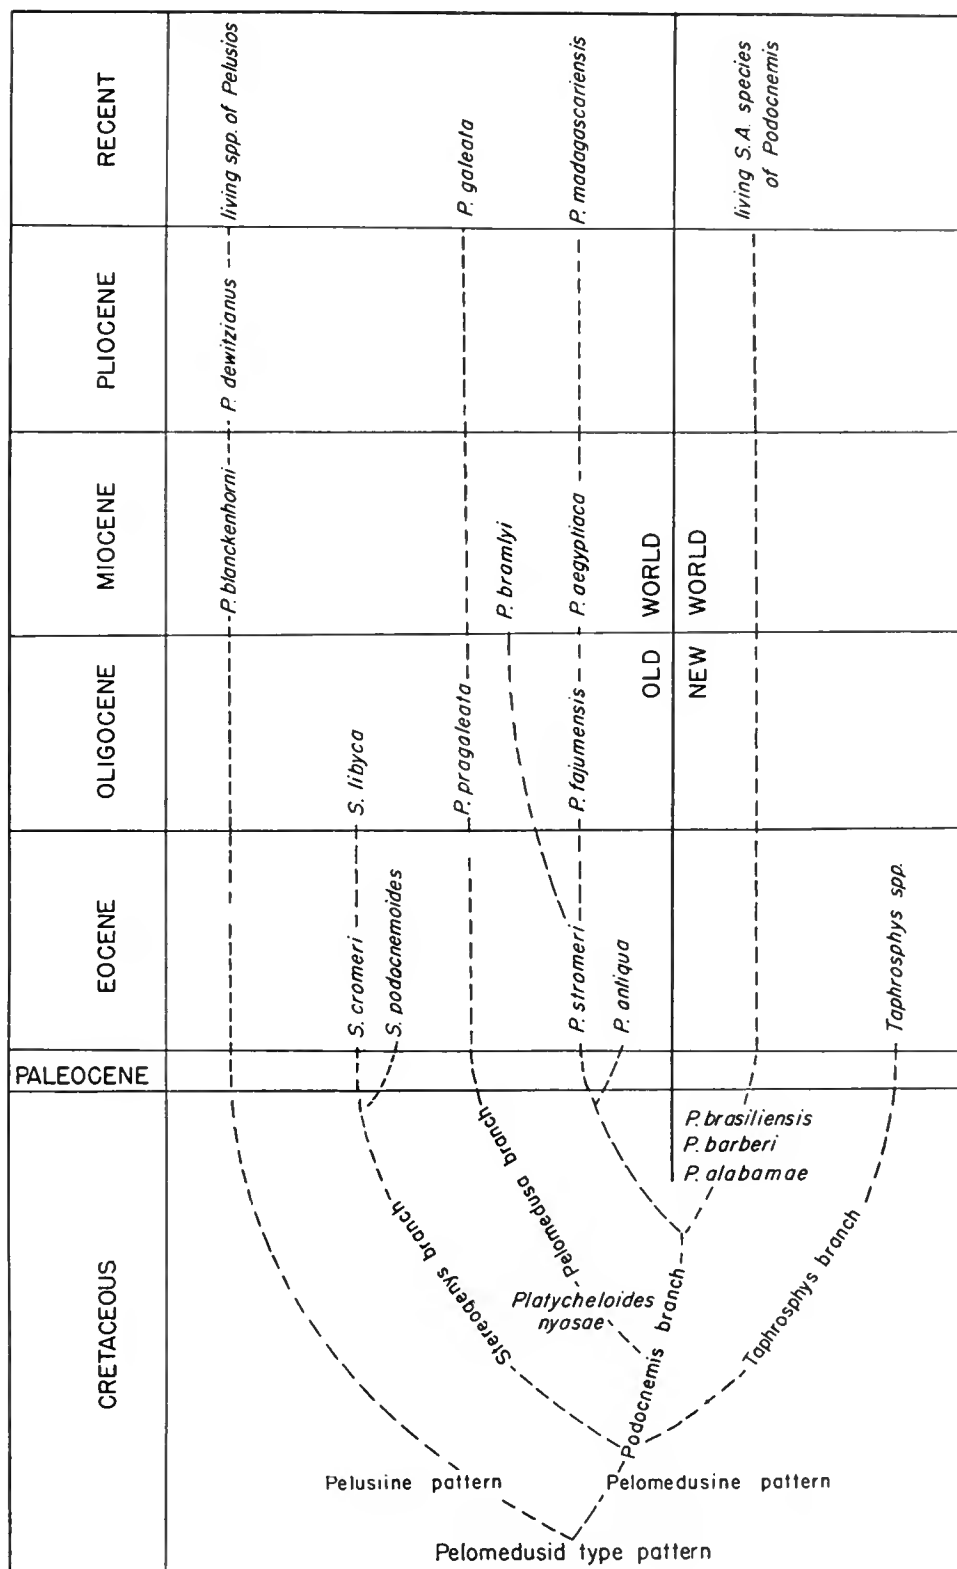 RECENT
living spp. of Pelusios
P. galeata
P. madagascariensis
living S.A. species
of Podocnemis
PLIOCENE
P. dewitzianus
MIOCENE
P. blanckenhorni
P. bramlyi
P. aegypliaca
OLD WORLD
NEW WORLD
OLIGOCENE
S. libyca
P. pragaleata
P. fajumensis
EOCENE
S. cromeri
S. podocnemoides
P. stromeri
P. antiqua
Taphrosphys spp.
PALEOCENE
CRETACEOUS
P. brasiliensis
P. barberi
P. alabamae
Stereogenys branch
Pelomedusa branch
Platycheloides
nyasae
Podocnemis branch
Taphrosphys branch
Pelusiine pattern
Pelomedusine pattern
Pelomedusid type pattern